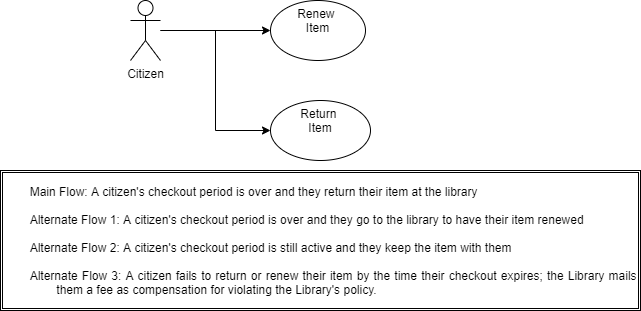 Renew
Item
Citizen
Return
Item
Main Flow: A citizen's checkout period is over and they return their item at the library
Alternate Flow 1: A citizen's checkout period is over and they go to the library to have their item renewed
Alternate Flow 2: A citizen's checkout period is still active and they keep the item with them
Alternate Flow 3: A citizen fails to return or renew their item by the time their checkout expires; the Library mails
them a fee as compensation for violating the Library's policy.